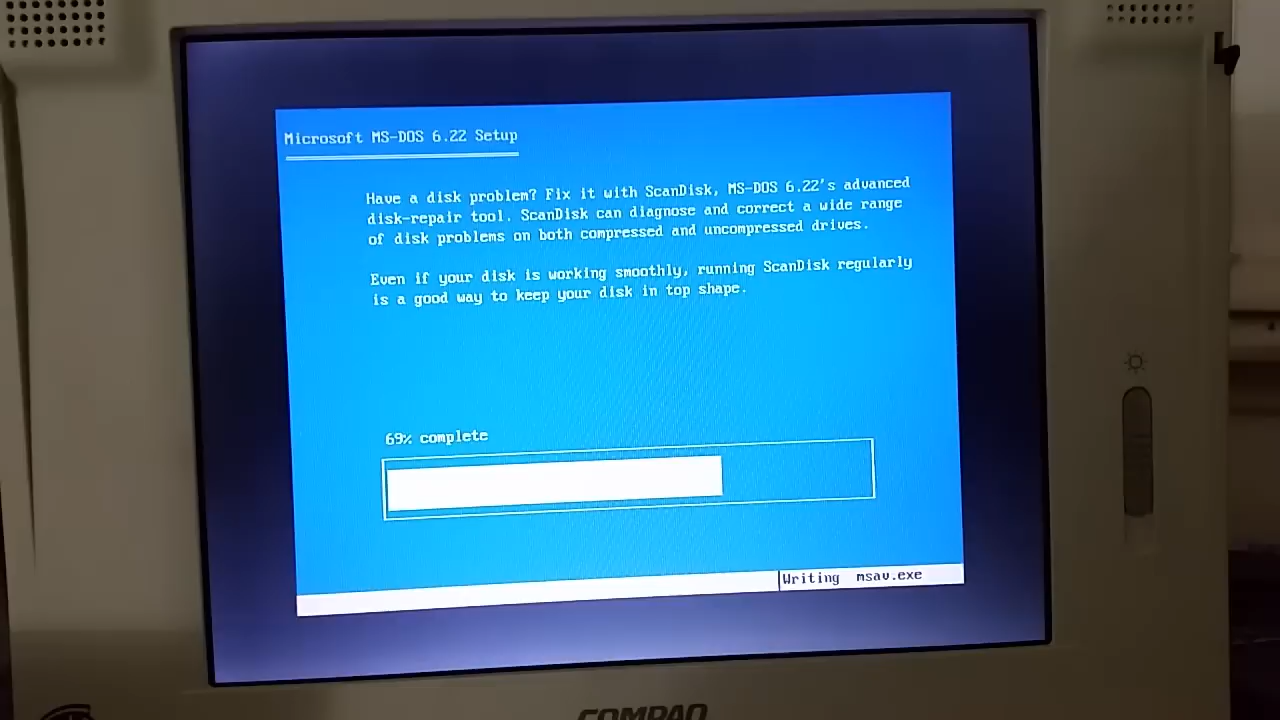 Microsoft MS-DOS 6.22 Setup
Have a disk problem? Fix it with ScanDisk, MS-DOS 6.22's advanced
disk-repair tool. ScanDisk can diagnose and correct a wide range
of disk problems on both compressed and uncompressed drives.
Even if your disk is working smoothly, running ScanDisk regularly
is a good way to keep your disk in top shape.
69% complete
Writing msav.exe
COMPAQ